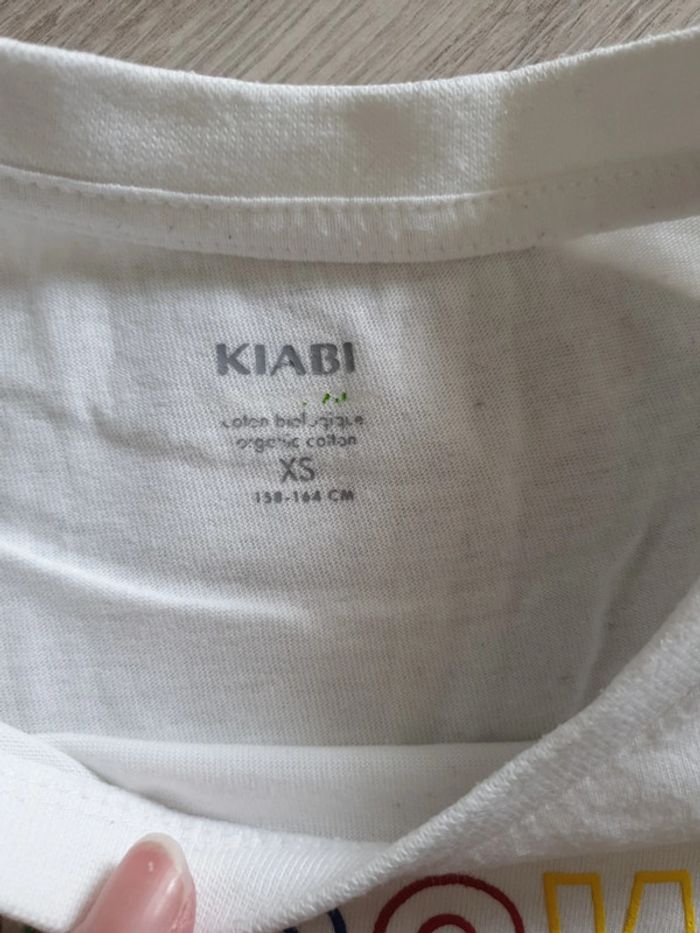 KIABI
coton biologique
organic cotton
XS
158-164 CM